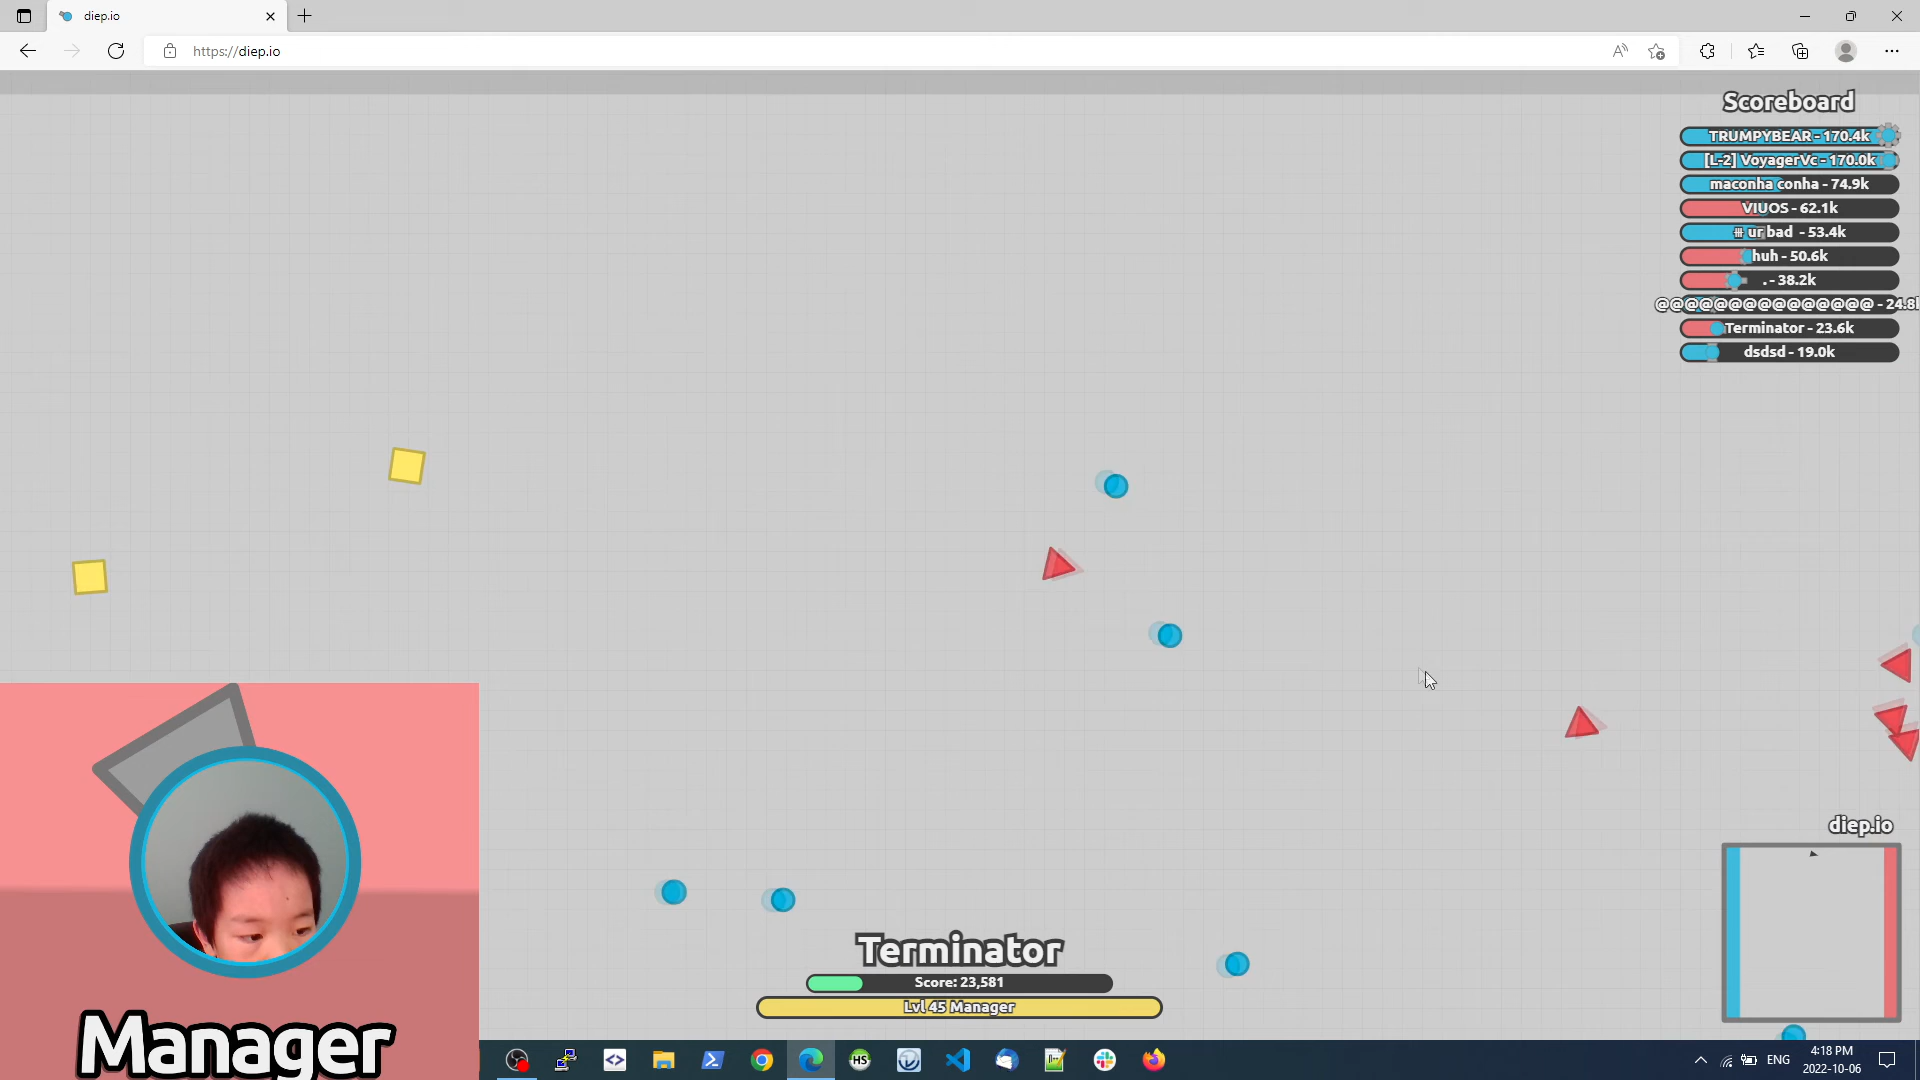 diep.io
https://diep.io
Scoreboard
TRUMPYBEAR - 170.4k
[L-2] VoyagerVc - 170.0k
maconha conha - 74.9k
VIUOS - 62.1k
ur bad - 53.4k
huh - 50.6k
. - 38.2k
@@@@@@@@@@@@@@@ - 24.8k
Terminator - 23.6k
dsdsd - 19.0k
diep.io
Terminator
Score: 23,581
Lvl 45 Manager
Manager
HS
ENG
4:18 PM
2022-10-06